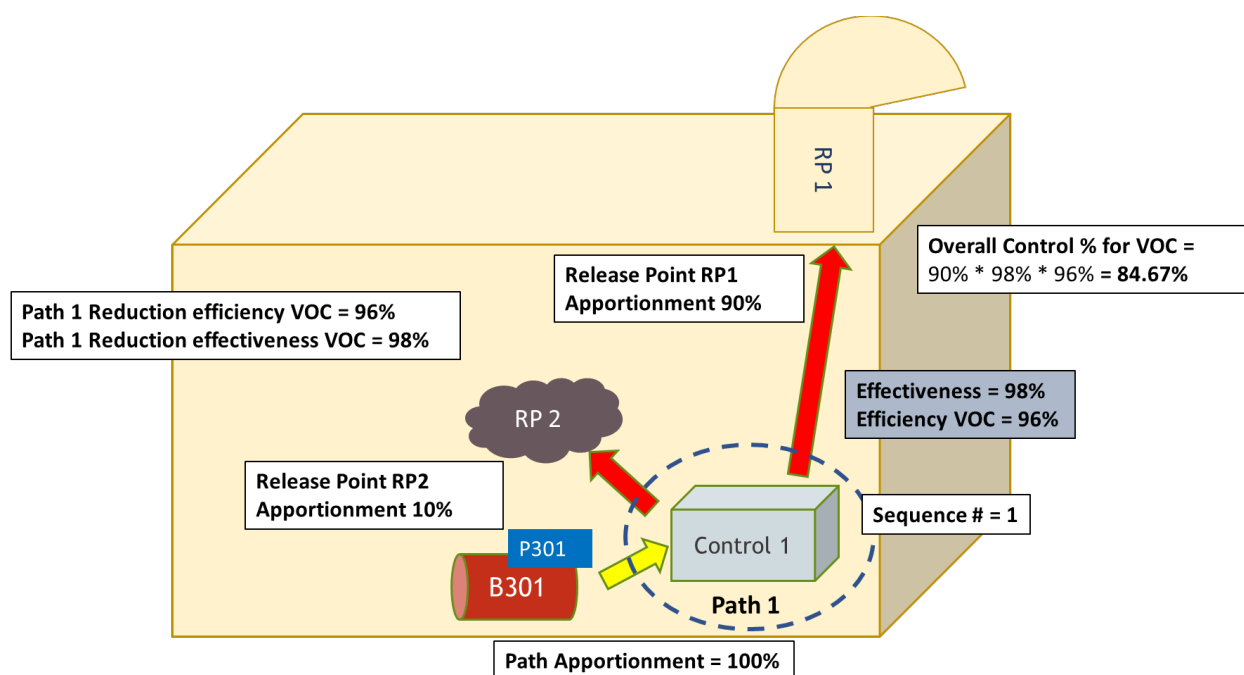 RP 1
Overall Control % for VOC =
90% * 98% * 96% = 84.67%
Release Point RP1
Apportionment 90%
Path 1 Reduction efficiency VOC = 96%
Path 1 Reduction effectiveness VOC = 98%
Effectiveness = 98%
Efficiency VOC = 96%
RP 2
Release Point RP2
Apportionment 10%
Sequence # = 1
P301
Control 1
B301
Path 1
Path Apportionment = 100%